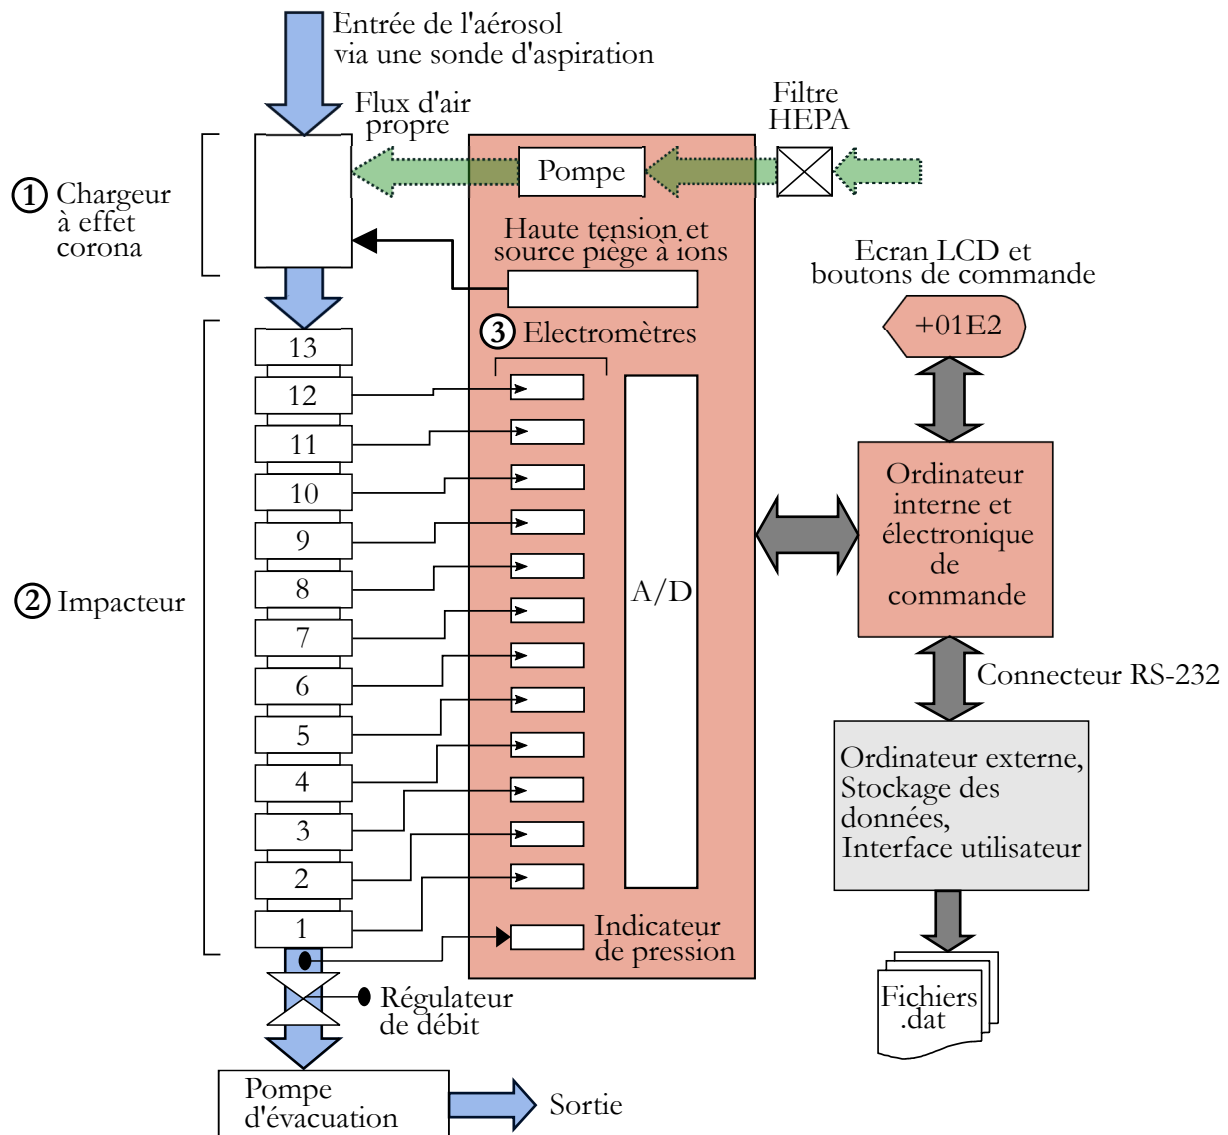 Entrée de l'aérosol
via une sonde d'aspiration
Flux d'air
propre
Filtre
HEPA
Pompe
① Chargeur
à effet
corona
Haute tension et
source piège à ions
Ecran LCD et
boutons de commande
+01E2
③ Electromètres
13
12
11
10
9
8
7
6
5
4
3
2
1
② Impacteur
A/D
Ordinateur
interne et
électronique
de
commande
Connecteur RS-232
Ordinateur externe,
Stockage des
données,
Interface utilisateur
Indicateur
de pression
Régulateur
de débit
Fichiers
.dat
Pompe
d'évacuation
Sortie